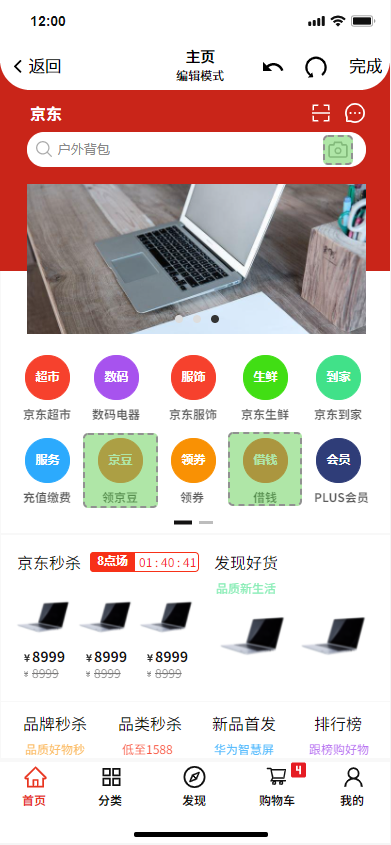 12:00
返回
主页
编辑模式
完成
京东
户外背包
超市 数码 服饰 生鲜 到家
京东超市 数码电器 京东服饰 京东生鲜 京东到家
服务 京豆 领券 借钱 会员
充值缴费 领京豆 领券 借钱 PLUS会员
京东秒杀 8点场 01:40:41 发现好货
品质新生活
¥8999 ¥8999 ¥8999
¥8999 ¥8999 ¥8999
品牌秒杀 品类秒杀 新品首发 排行榜
品质好物秒 低至1588 华为智慧屏 跟榜购好物
4
首页 分类 发现 购物车 我的